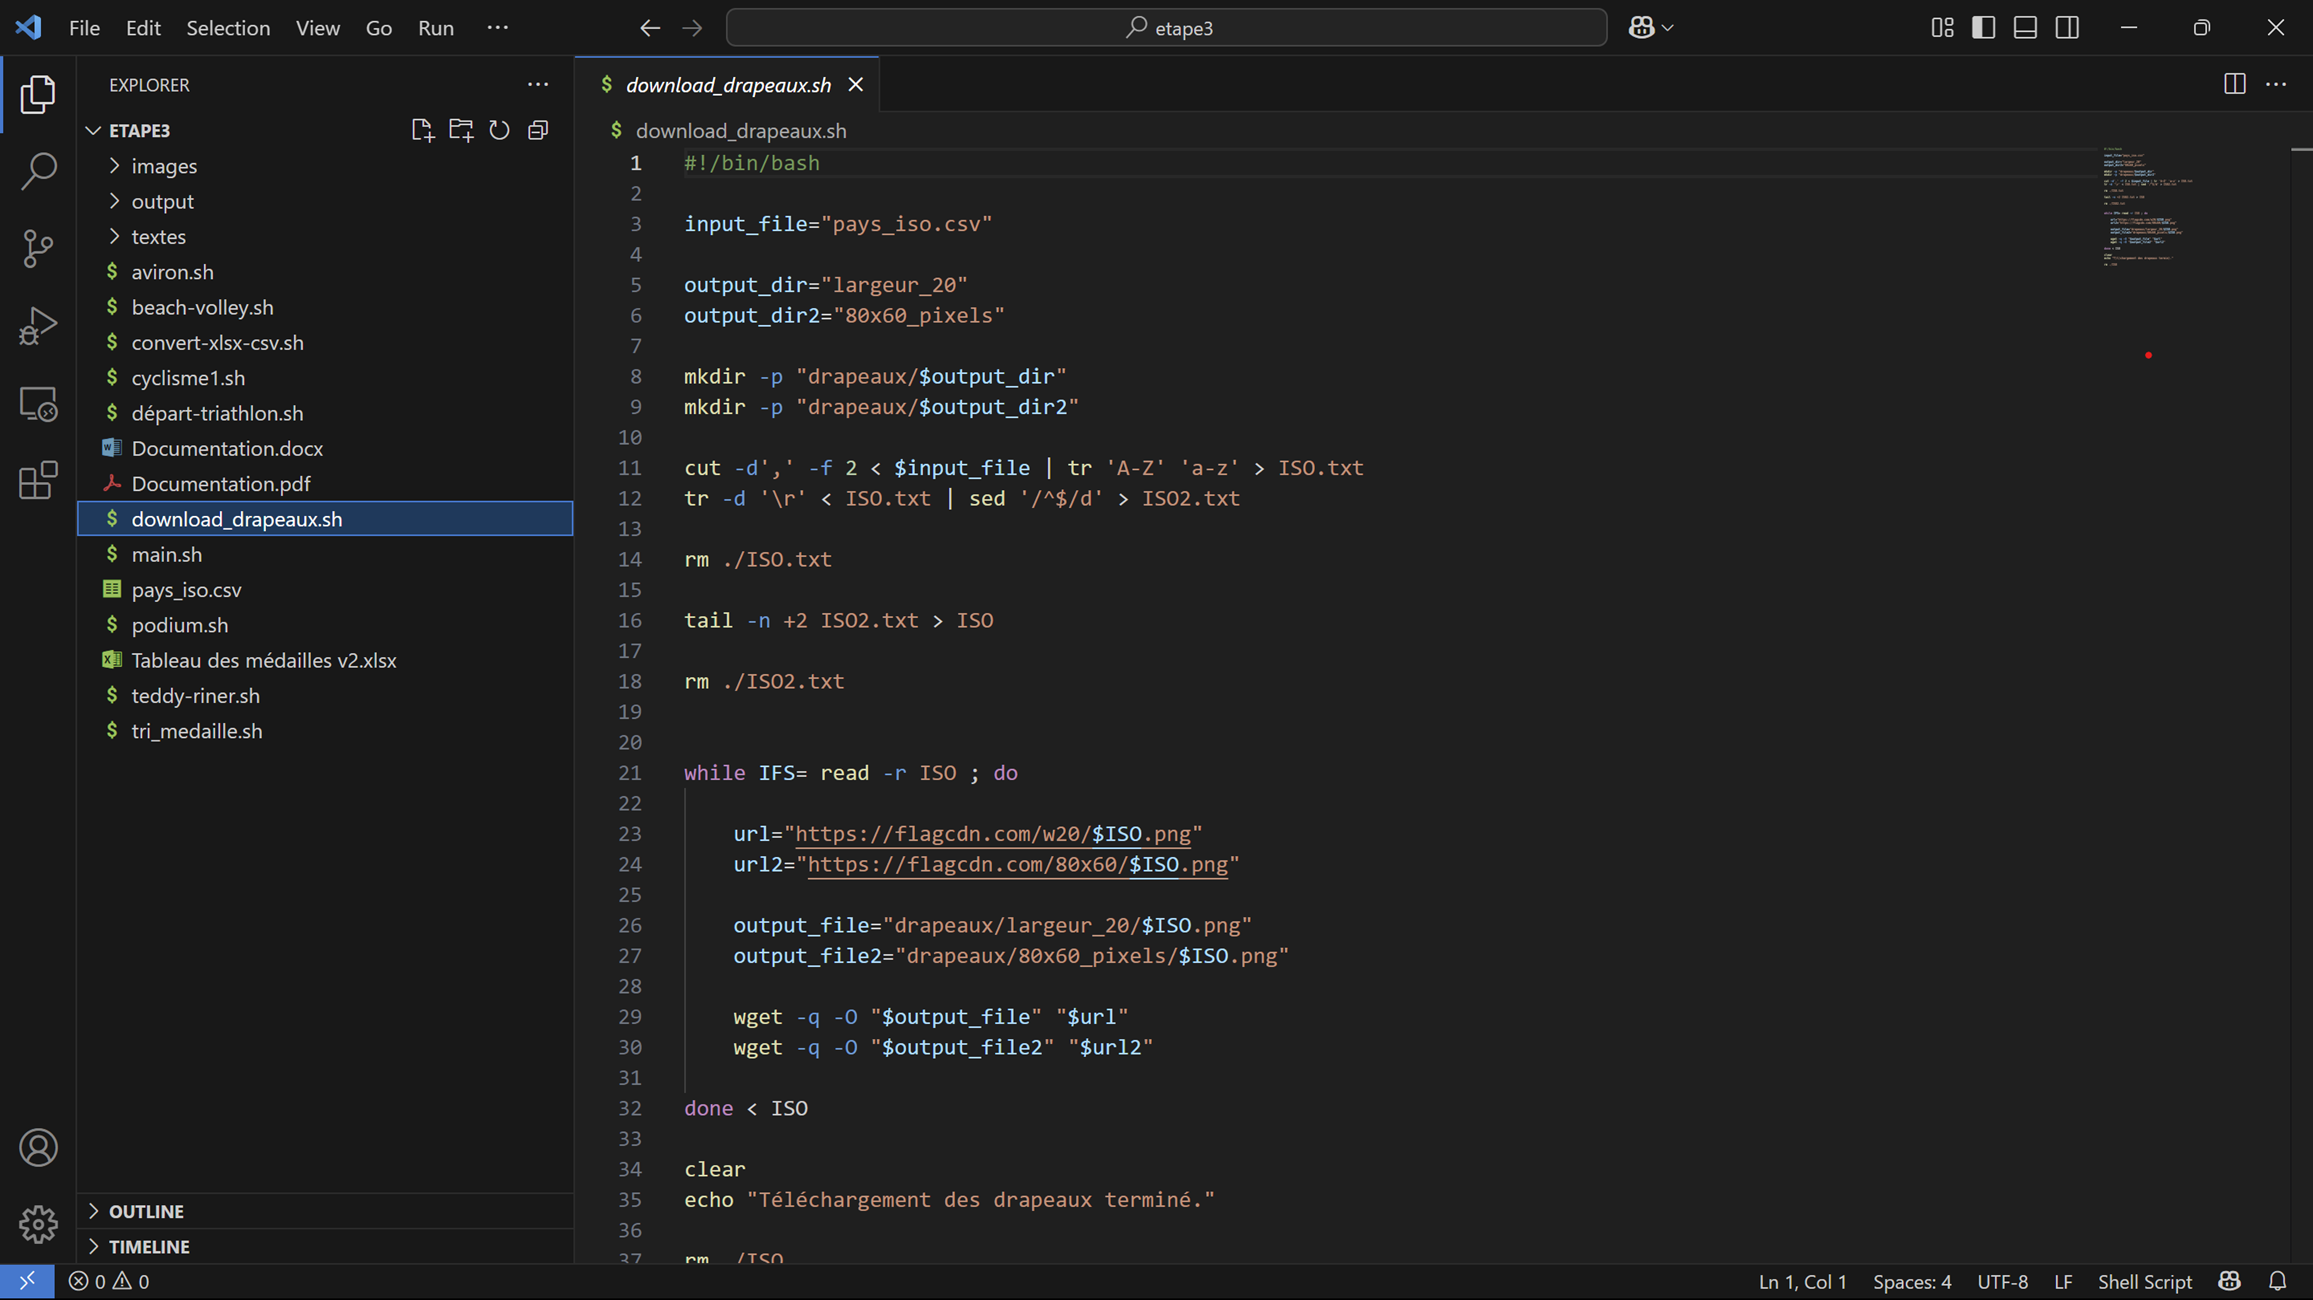 File Edit Selection View Go Run ···
etape3
EXPLORER
ETAPE3
images
output
textes
$ aviron.sh
$ beach-volley.sh
$ convert-xlsx-csv.sh
$ cyclisme1.sh
$ départ-triathlon.sh
Documentation.docx
Documentation.pdf
$ download_drapeaux.sh
$ main.sh
pays_iso.csv
$ podium.sh
Tableau des médailles v2.xlsx
$ teddy-riner.sh
$ tri_medaille.sh
OUTLINE
TIMELINE
$ download_drapeaux.sh
$ download_drapeaux.sh
1 #!/bin/bash
2
3 input_file="pays_iso.csv"
4
5 output_dir="largeur_20"
6 output_dir2="80x60_pixels"
7
8 mkdir -p "drapeaux/$output_dir"
9 mkdir -p "drapeaux/$output_dir2"
10
11 cut -d',' -f 2 < $input_file | tr 'A-Z' 'a-z' > ISO.txt
12 tr -d '\r' < ISO.txt | sed '/^$/d' > ISO2.txt
13
14 rm ./ISO.txt
15
16 tail -n +2 ISO2.txt > ISO
17
18 rm ./ISO2.txt
19
20
21 while IFS= read -r ISO ; do
22
23 url="https://flagcdn.com/w20/$ISO.png"
24 url2="https://flagcdn.com/80x60/$ISO.png"
25
26 output_file="drapeaux/largeur_20/$ISO.png"
27 output_file2="drapeaux/80x60_pixels/$ISO.png"
28
29 wget -q -O "$output_file" "$url"
30 wget -q -O "$output_file2" "$url2"
31
32 done < ISO
33
34 clear
35 echo "Téléchargement des drapeaux terminé."
36
37 rm ./ISO
0 0
Ln 1, Col 1 Spaces: 4 UTF-8 LF Shell Script